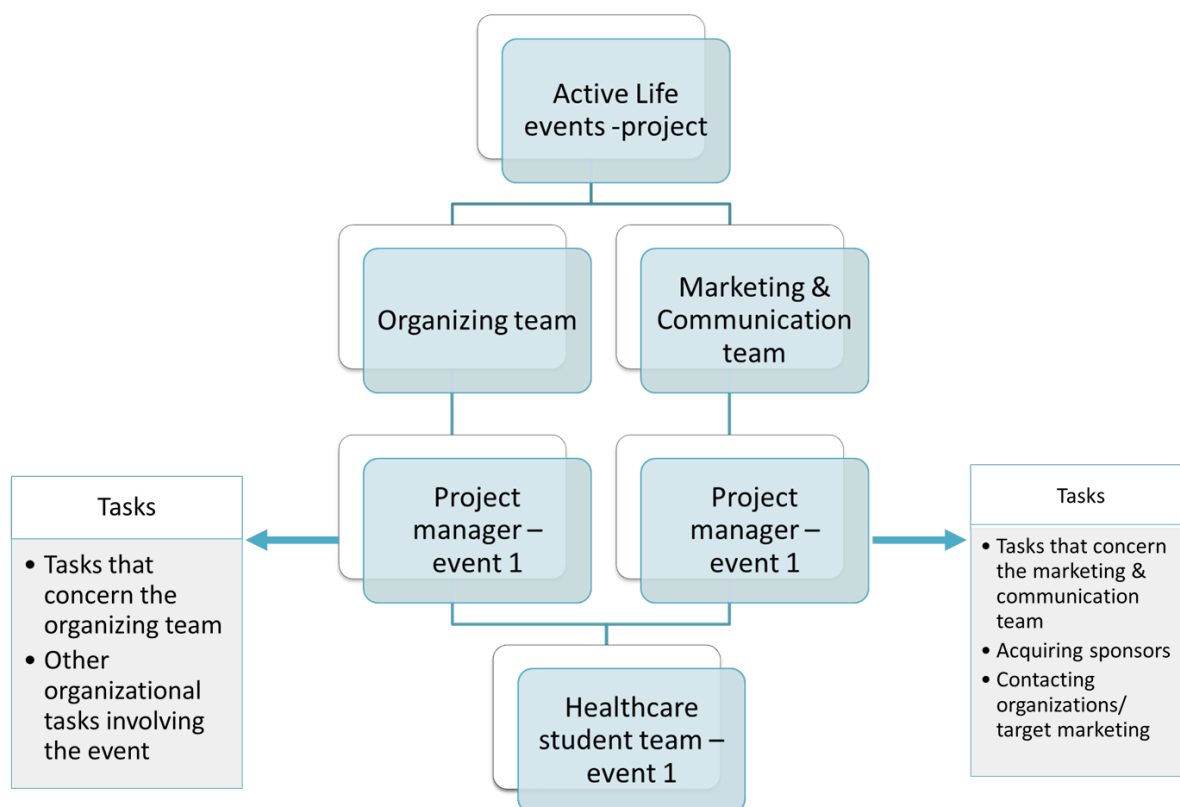 Active Life
events -project
Organizing team
Marketing &
Communication
team
Project
manager –
event 1
Project
manager –
event 1
Tasks
• Tasks that
concern the
organizing team
• Other
organizational
tasks involving
the event
Tasks
• Tasks that concern
the marketing &
communication
team
• Acquiring sponsors
• Contacting
organizations/
target marketing
Healthcare
student team –
event 1